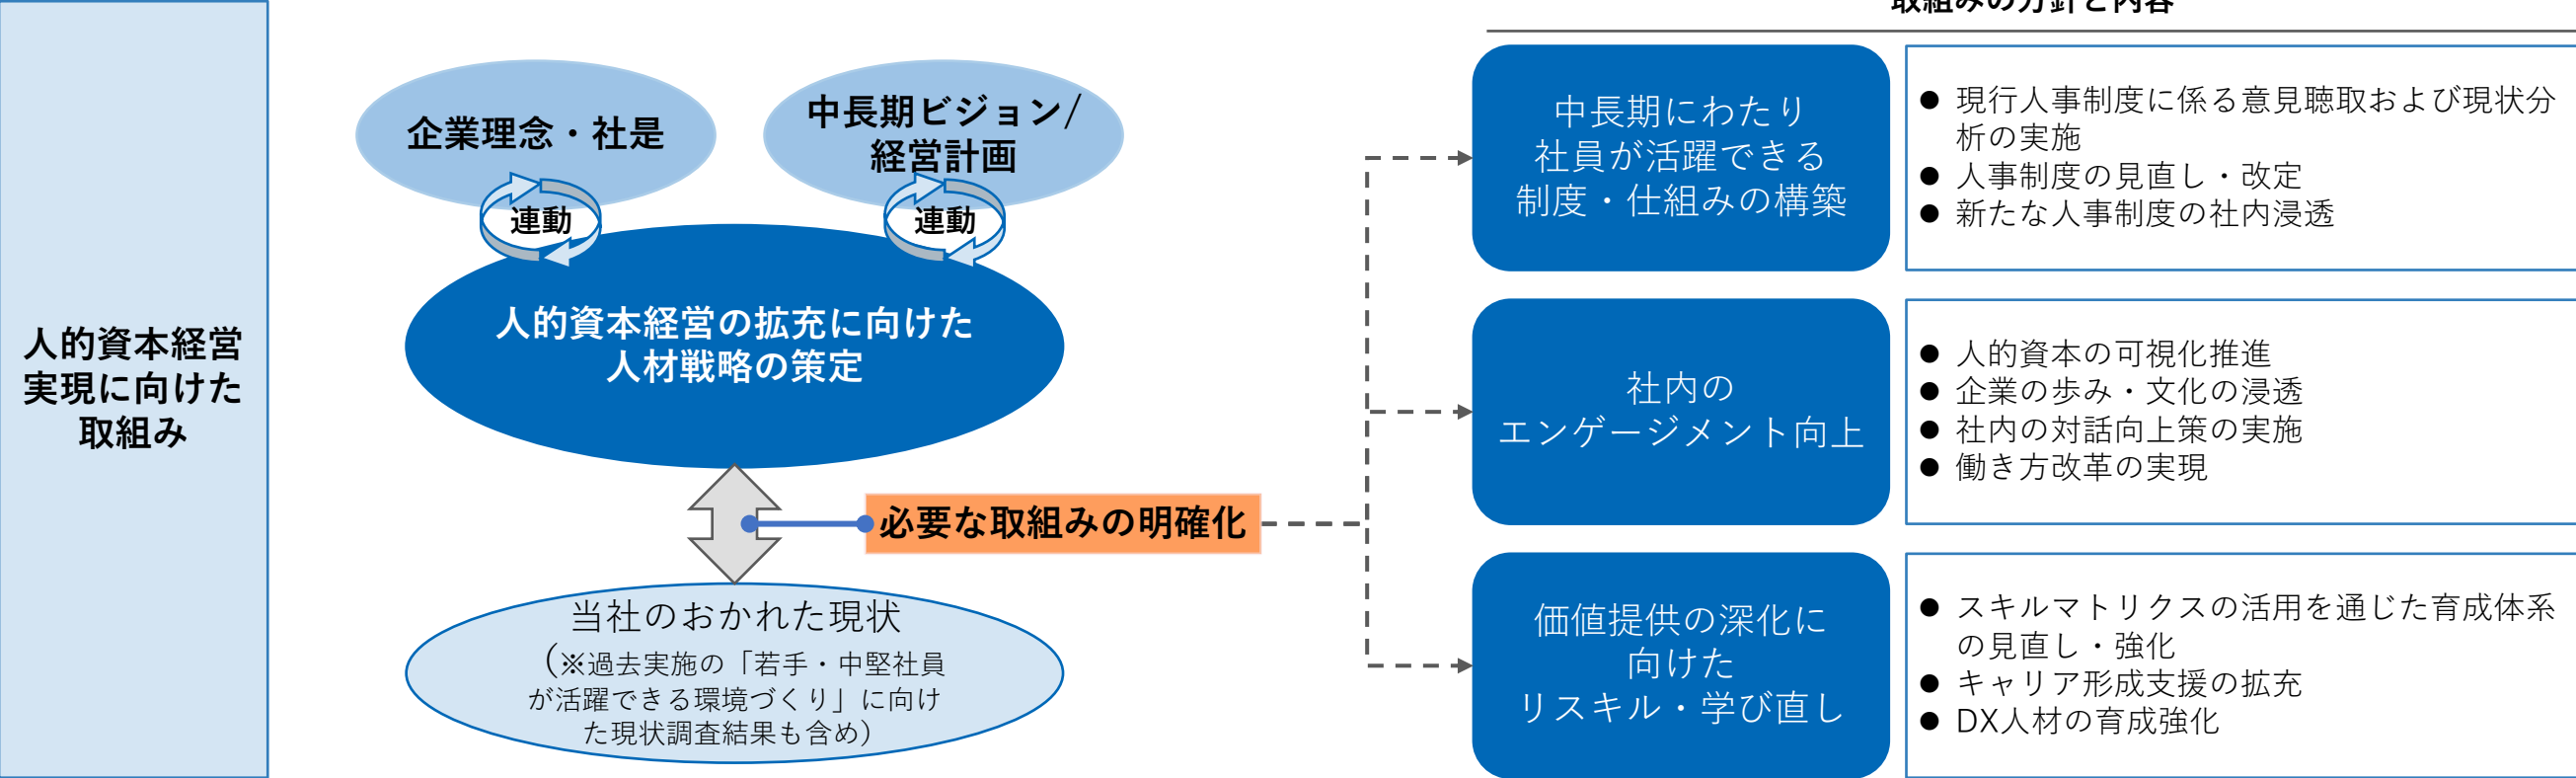 人的資本経営
実現に向けた
取組み
企業理念・社是
中長期ビジョン/
経営計画
連動
連動
人的資本経営の拡充に向けた
人材戦略の策定
必要な取組みの明確化
当社のおかれた現状
（※過去実施の「若手・中堅社員
が活躍できる環境づくり」に向け
た現状調査結果も含め）
取組みの方針と内容
中長期にわたり
社員が活躍できる
制度・仕組みの構築
● 現行人事制度に係る意見聴取および現状分
析の実施
● 人事制度の見直し・改定
● 新たな人事制度の社内浸透
社内の
エンゲージメント向上
● 人的資本の可視化推進
● 企業の歩み・文化の浸透
● 社内の対話向上策の実施
● 働き方改革の実現
価値提供の深化に
向けた
リスキル・学び直し
● スキルマトリクスの活用を通じた育成体系
の見直し・強化
● キャリア形成支援の拡充
● DX人材の育成強化